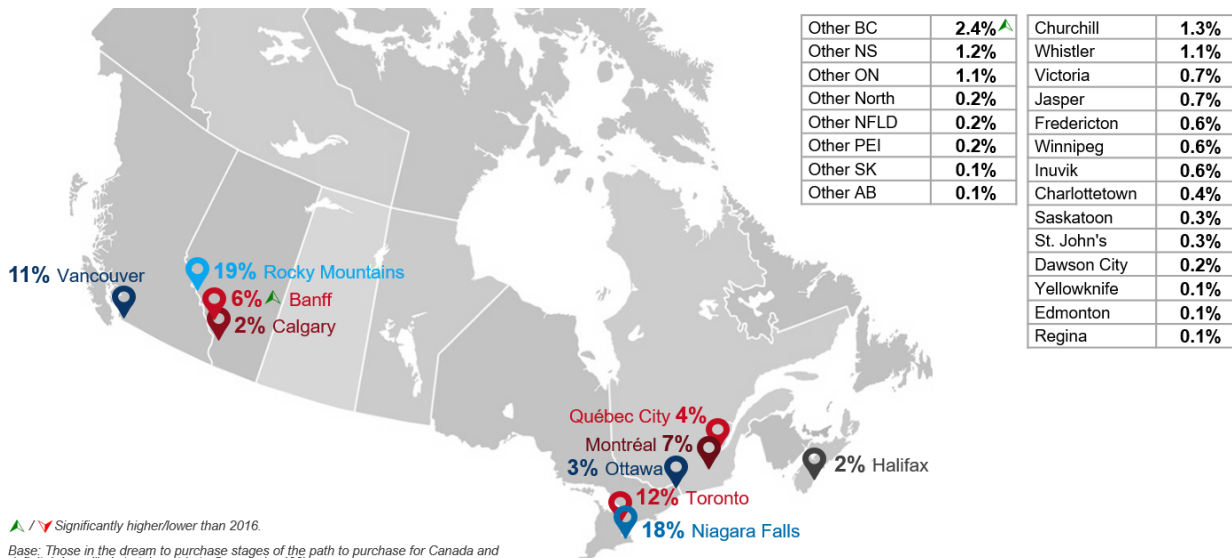 Other BC 2.4%
Other NS 1.2%
Other ON 1.1%
Other North 0.2%
Other NFLD 0.2%
Other PEI 0.2%
Other SK 0.1%
Other AB 0.1%
Churchill 1.3%
Whistler 1.1%
Victoria 0.7%
Jasper 0.7%
Fredericton 0.6%
Winnipeg 0.6%
Inuvik 0.6%
Charlottetown 0.4%
Saskatoon 0.3%
St. John's 0.3%
Dawson City 0.2%
Yellowknife 0.1%
Edmonton 0.1%
Regina 0.1%
11% Vancouver
19% Rocky Mountains
6% Banff
2% Calgary
Québec City 4%
Montréal 7%
3% Ottawa
2% Halifax
12% Toronto
18% Niagara Falls
/ Significantly higher/lower than 2016.
Base: Those in the dream to purchase stages of the path to purchase for Canada and